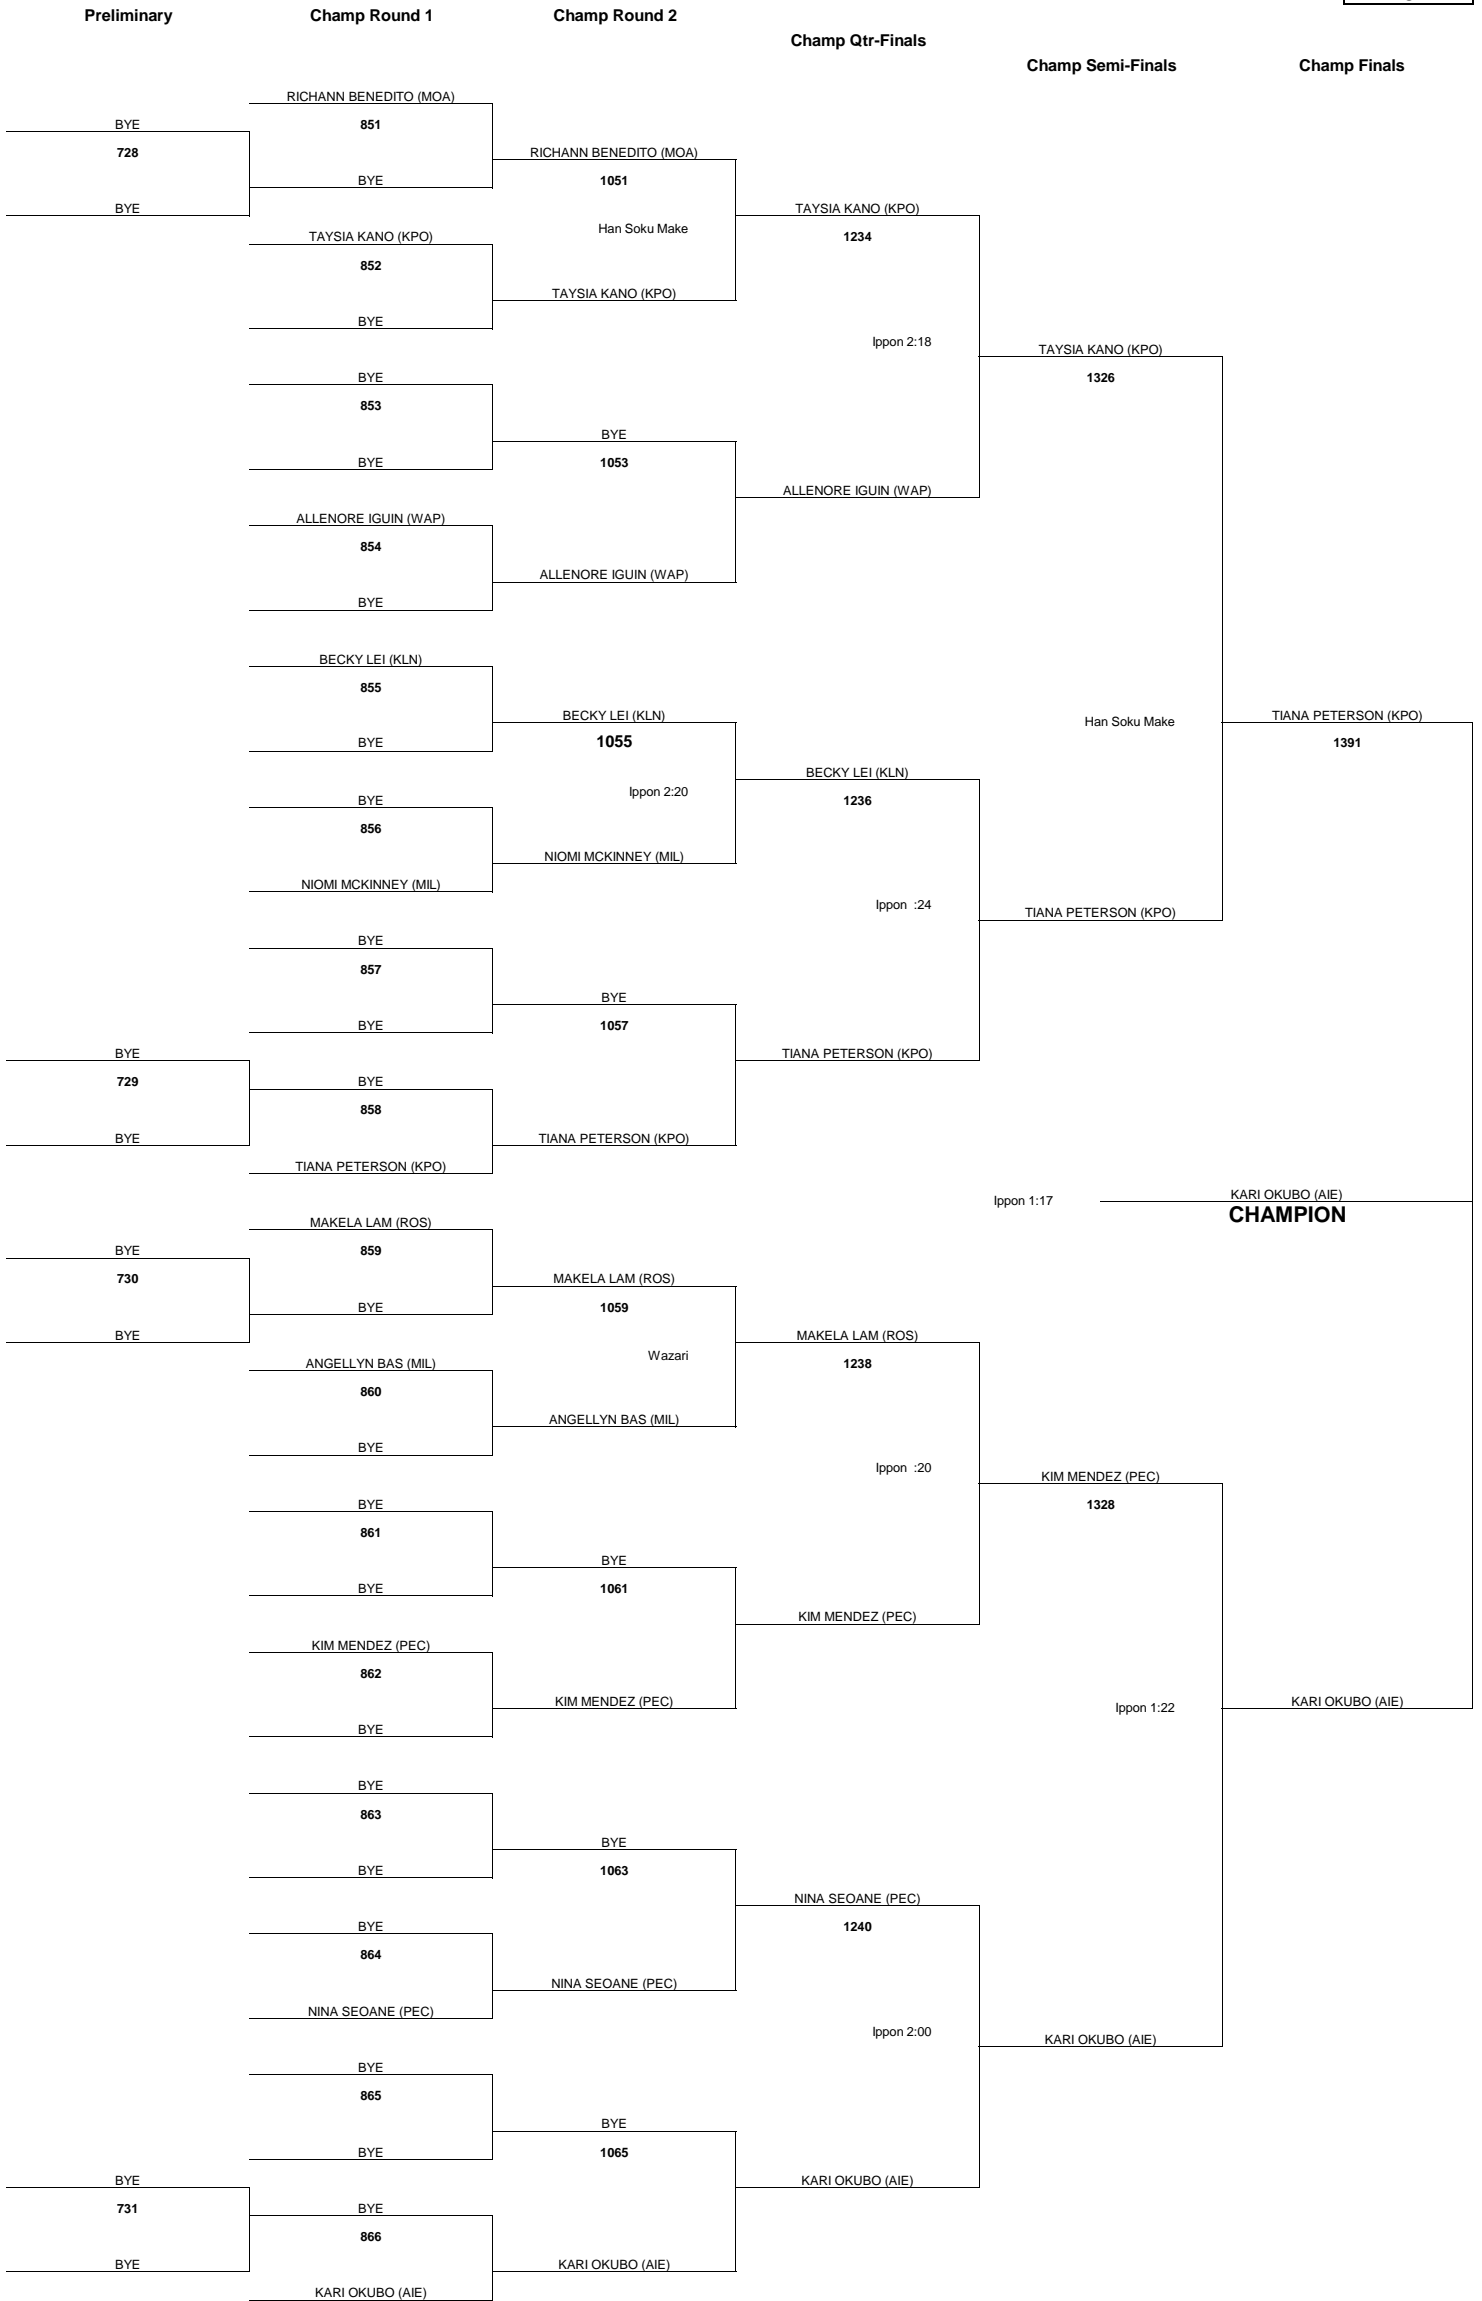 Preliminary
Champ Round 1
Champ Round 2
Champ Qtr-Finals
Champ Semi-Finals
Champ Finals
RICHANN BENEDITO (MOA)
BYE
851
728
RICHANN BENEDITO (MOA)
BYE
1051
BYE
TAYSIA KANO (KPO)
Han Soku Make
TAYSIA KANO (KPO)
1234
852
TAYSIA KANO (KPO)
BYE
Ippon 2:18
TAYSIA KANO (KPO)
BYE
1326
853
BYE
BYE
1053
ALLENORE IGUIN (WAP)
ALLENORE IGUIN (WAP)
854
ALLENORE IGUIN (WAP)
BYE
BECKY LEI (KLN)
855
BECKY LEI (KLN)
Han Soku Make
TIANA PETERSON (KPO)
BYE
1055
1391
BECKY LEI (KLN)
Ippon 2:20
BYE
1236
856
NIOMI MCKINNEY (MIL)
NIOMI MCKINNEY (MIL)
Ippon :24
TIANA PETERSON (KPO)
BYE
857
BYE
BYE
1057
BYE
TIANA PETERSON (KPO)
729
BYE
858
BYE
TIANA PETERSON (KPO)
TIANA PETERSON (KPO)
Ippon 1:17
KARI OKUBO (AIE)
CHAMPION
MAKELA LAM (ROS)
BYE
859
730
MAKELA LAM (ROS)
BYE
1059
BYE
MAKELA LAM (ROS)
Wazari
ANGELLYN BAS (MIL)
1238
860
ANGELLYN BAS (MIL)
BYE
Ippon :20
KIM MENDEZ (PEC)
BYE
1328
861
BYE
BYE
1061
KIM MENDEZ (PEC)
KIM MENDEZ (PEC)
862
KIM MENDEZ (PEC)
Ippon 1:22
KARI OKUBO (AIE)
BYE
BYE
863
BYE
BYE
1063
NINA SEOANE (PEC)
BYE
1240
864
NINA SEOANE (PEC)
NINA SEOANE (PEC)
Ippon 2:00
KARI OKUBO (AIE)
BYE
865
BYE
BYE
1065
BYE
KARI OKUBO (AIE)
731
BYE
866
BYE
KARI OKUBO (AIE)
KARI OKUBO (AIE)